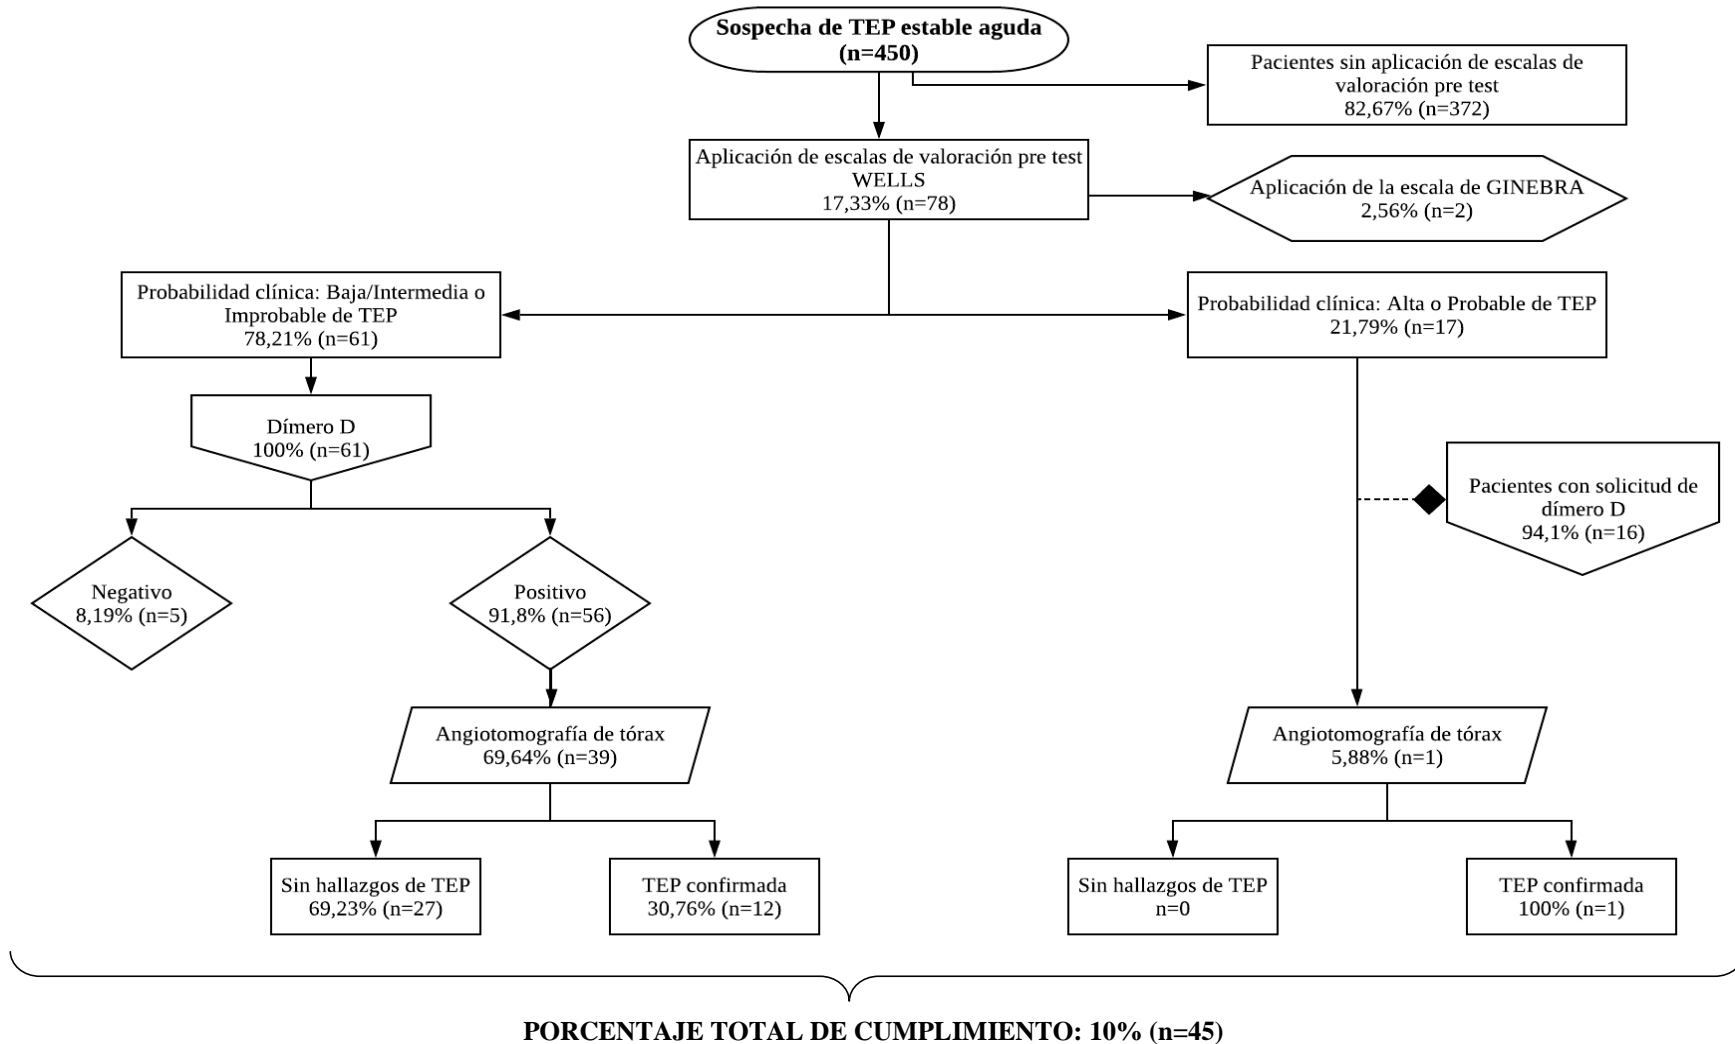 Sospecha de TEP estable aguda
(n=450)
Pacientes sin aplicación de escalas de
valoración pre test
82,67% (n=372)
Aplicación de escalas de valoración pre test
WELLS
17,33% (n=78)
Aplicación de la escala de GINEBRA
2,56% (n=2)
Probabilidad clínica: Baja/Intermedia o
Improbable de TEP
78,21% (n=61)
Probabilidad clínica: Alta o Probable de TEP
21,79% (n=17)
Dímero D
100% (n=61)
Pacientes con solicitud de
dímero D
94,1% (n=16)
Negativo
8,19% (n=5)
Positivo
91,8% (n=56)
Angiotomografía de tórax
69,64% (n=39)
Angiotomografía de tórax
5,88% (n=1)
Sin hallazgos de TEP
69,23% (n=27)
TEP confirmada
30,76% (n=12)
Sin hallazgos de TEP
n=0
TEP confirmada
100% (n=1)
PORCENTAJE TOTAL DE CUMPLIMIENTO: 10% (n=45)